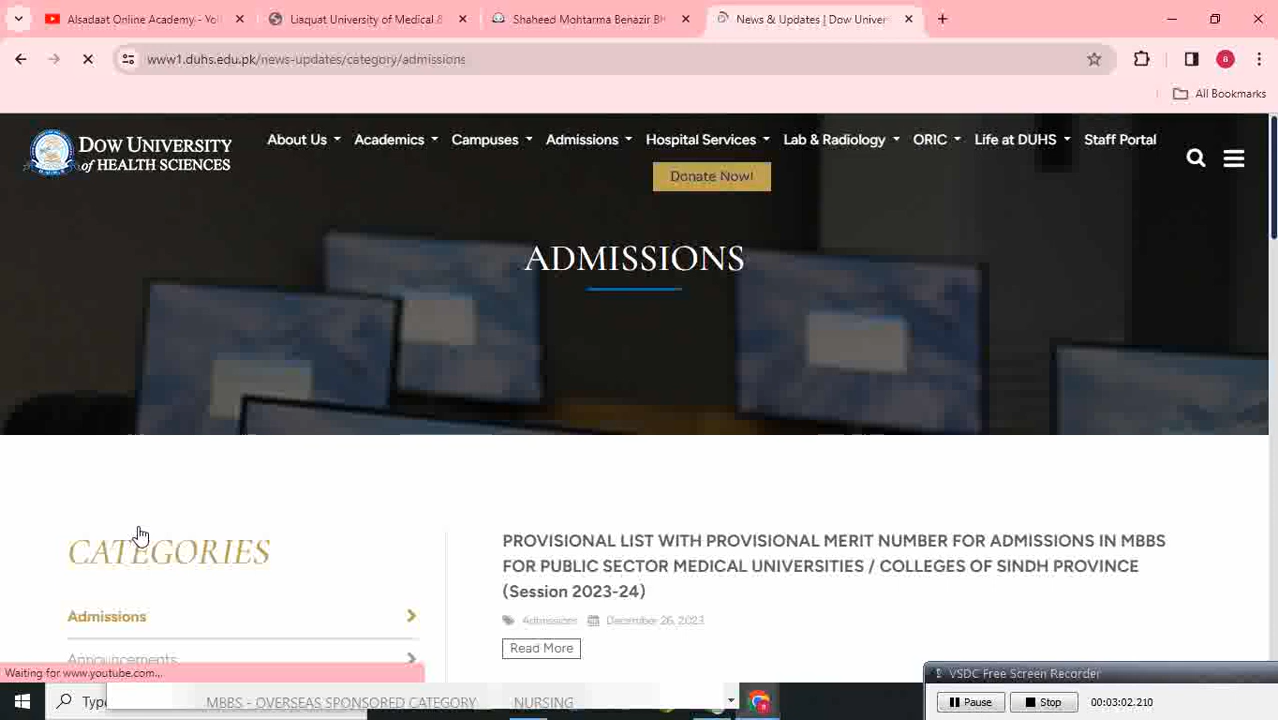 Alsadaat Online Academy - Yo
Liaquat University of Medical &
Shaheed Mohtarma Benazir BH
News & Updates | Dow Univer
www1.duhs.edu.pk/news-updates/category/admissions
a
All Bookmarks
DOW UNIVERSITY
of HEALTH SCIENCES
About Us
Academics
Campuses
Admissions
Hospital Services
Lab & Radiology
ORIC
Life at DUHS
Staff Portal
Donate Now!
ADMISSIONS
CATEGORIES
Admissions
Announcements
PROVISIONAL LIST WITH PROVISIONAL MERIT NUMBER FOR ADMISSIONS IN MBBS
FOR PUBLIC SECTOR MEDICAL UNIVERSITIES / COLLEGES OF SINDH PROVINCE
(Session 2023-24)
Admissions December 26, 2023
Read More
Waiting for www.youtube.com...
Type
MBBS - OVERSEAS SPONSORED CATEGORY
NURSING
VSDC Free Screen Recorder
Pause
Stop
00:03:02.210